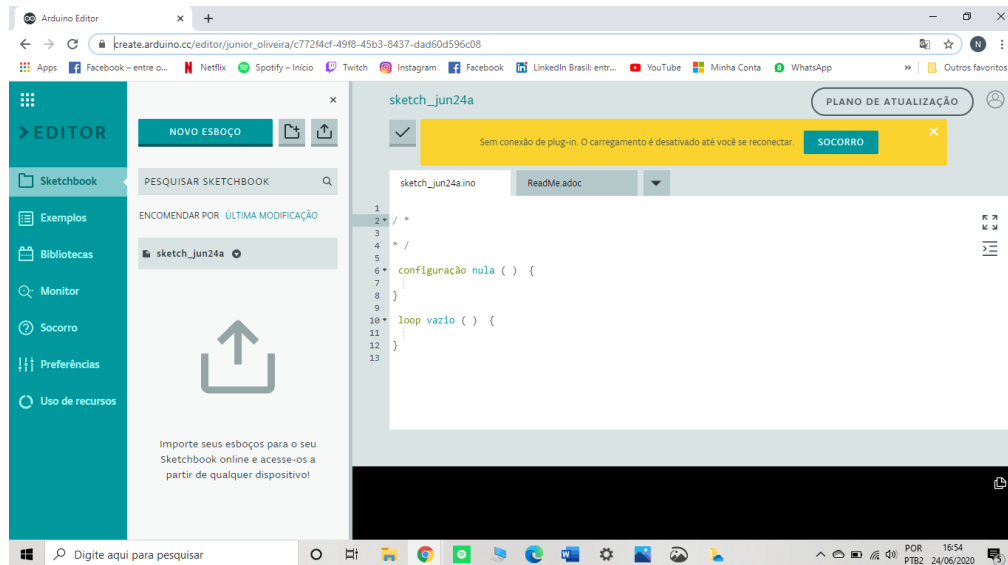 Arduino Editor
create.arduino.cc/editor/junior_oliveira/c772f4cf-49f8-45b3-8437-dad60d596c08
Apps Facebook – entre o... Netflix Spotify – Início Twitch Instagram Facebook LinkedIn Brasil: entr... YouTube Minha Conta WhatsApp » Outros favoritos
N
EDITOR
Sketchbook
Exemplos
Bibliotecas
Monitor
Socorro
Preferências
Uso de recursos
NOVO ESBOÇO
PESQUISAR SKETCHBOOK
ENCOMENDAR POR ÚLTIMA MODIFICAÇÃO
sketch_jun24a
Importe seus esboços para o seu
Sketchbook online e acesse-os a
partir de qualquer dispositivo!
sketch_jun24a
PLANO DE ATUALIZAÇÃO
Sem conexão de plug-in. O carregamento é desativado até você se reconectar. SOCORRO
sketch_jun24a.ino ReadMe.adoc
1
2 / *
3
4 * /
5
6 configuração nula ( ) {
7
8 }
9
10 loop vazio ( ) {
11
12 }
13
Digite aqui para pesquisar
POR 16:54
PTB2 24/06/2020
5